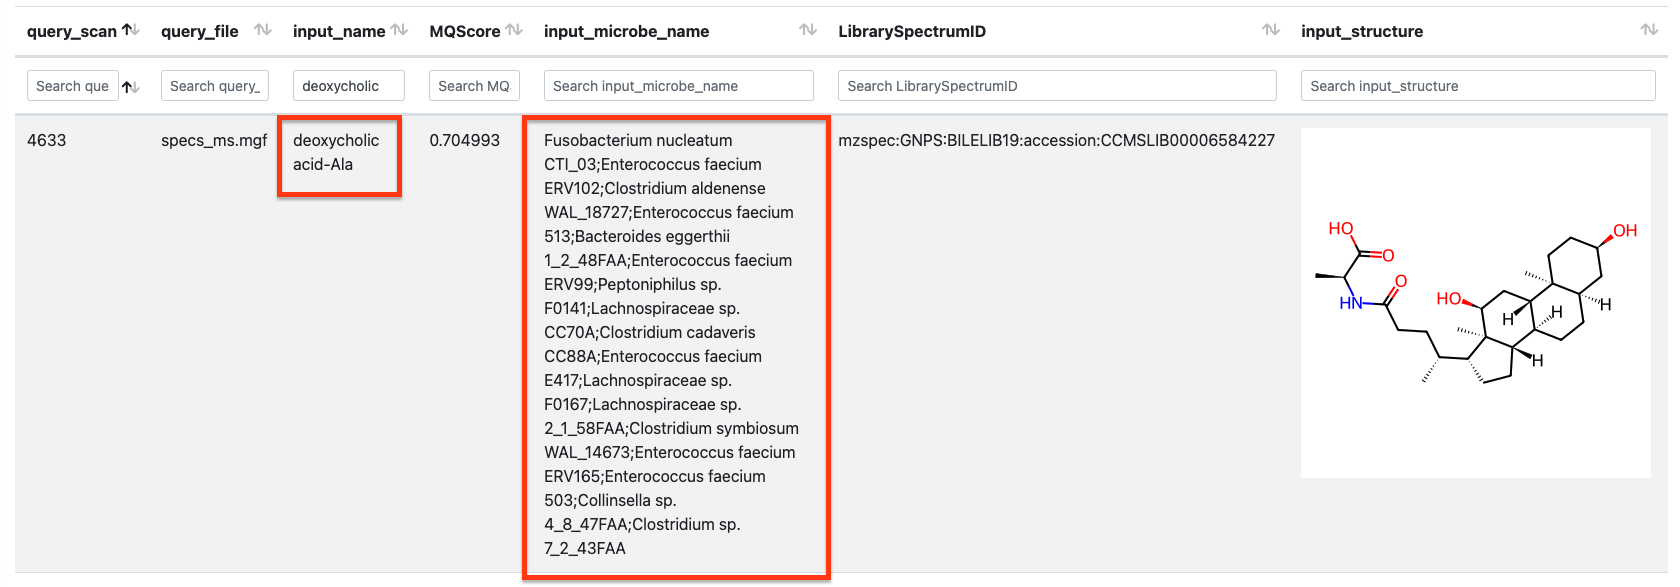 query_scan query_file input_name MQScore input_microbe_name LibrarySpectrumID input_structure
Search que Search query_ deoxycholic Search MQ Search input_microbe_name Search LibrarySpectrumID Search input_structure
4633 specs_ms.mgf deoxycholic 0.704993 Fusobacterium nucleatum mzspec:GNPS:BILELIB19:accession:CCMSLIB00006584227
acid-Ala CTI_03;Enterococcus faecium
ERV102;Clostridium aldenense
WAL_18727;Enterococcus faecium
513;Bacteroides eggerthii
1_2_48FAA;Enterococcus faecium
ERV99;Peptoniphilus sp.
F0141;Lachnospiraceae sp.
CC70A;Clostridium cadaveris
CC88A;Enterococcus faecium
E417;Lachnospiraceae sp.
F0167;Lachnospiraceae sp.
2_1_58FAA;Clostridium symbiosum
WAL_14673;Enterococcus faecium
ERV165;Enterococcus faecium
503;Collinsella sp.
4_8_47FAA;Clostridium sp.
7_2_43FAA
HO OH
O
O
HN HO H
H H
H